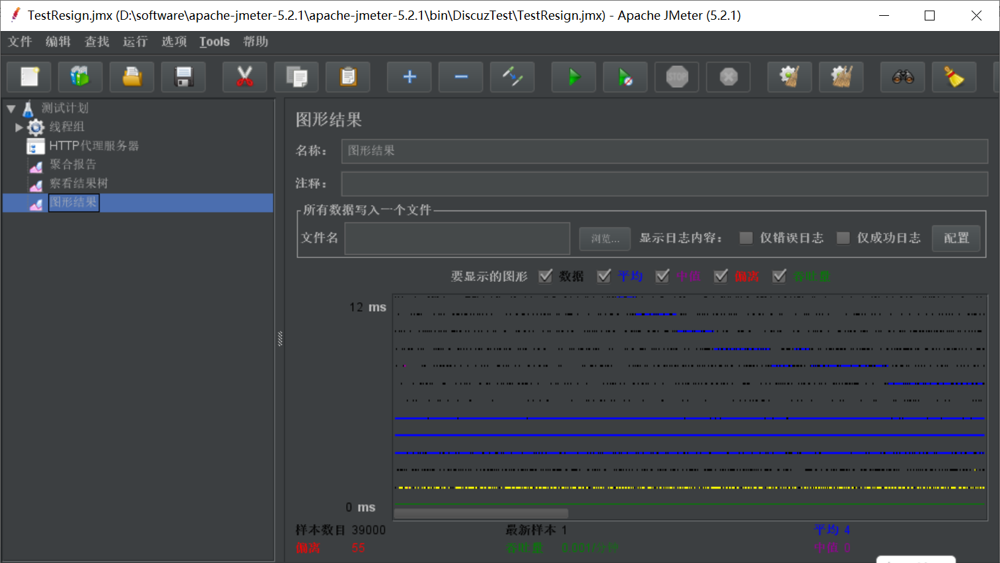 TestResign.jmx (D:\software\apache-jmeter-5.2.1\apache-jmeter-5.2.1\bin\DiscuzTest\TestResign.jmx) - Apache JMeter (5.2.1)
文件 编辑 查找 运行 选项 Tools 帮助
STOP
测试计划
线程组
HTTP代理服务器
聚合报告
察看结果树
图形结果
图形结果
名称： 图形结果
注释：
所有数据写入一个文件
文件名 浏览... 显示日志内容： 仅错误日志 仅成功日志 配置
要显示的图形 数据 平均 中值 偏离 吞吐量
12 ms
0 ms
样本数目 39000 最新样本 1 平均 4
偏离 55 吞吐量 0.001/分钟 中值